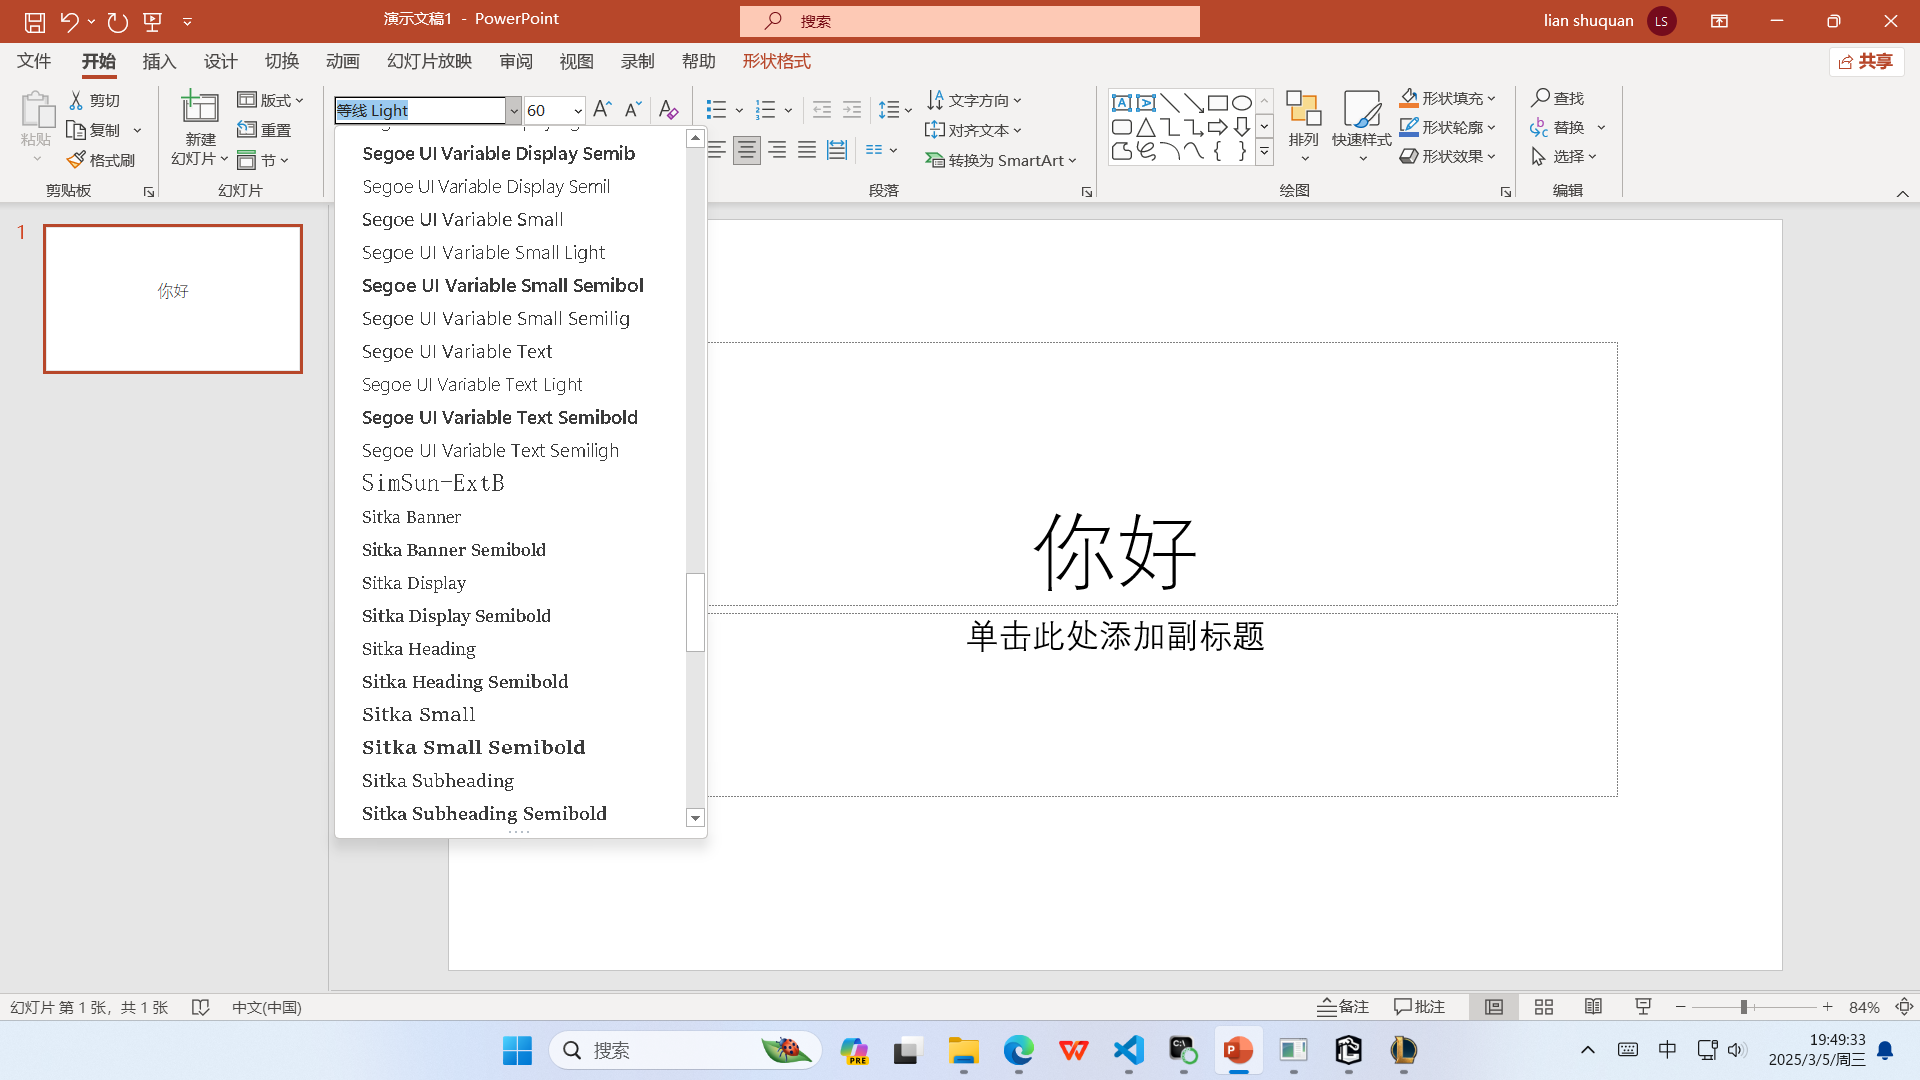 演示文稿1 - PowerPoint
搜索
lian shuquan
LS
文件 开始 插入 设计 切换 动画 幻灯片放映 审阅 视图 录制 帮助 形状格式
共享
粘贴
剪切
复制
格式刷
剪贴板
新建
幻灯片
版式
重置
节
幻灯片
等线 Light
60
文字方向
对齐文本
转换为 SmartArt
段落
排列
快速样式
形状填充
形状轮廓
形状效果
绘图
查找
替换
选择
编辑
Segoe UI Variable Display Semib
Segoe UI Variable Display Semil
Segoe UI Variable Small
Segoe UI Variable Small Light
Segoe UI Variable Small Semibol
Segoe UI Variable Small Semilig
Segoe UI Variable Text
Segoe UI Variable Text Light
Segoe UI Variable Text Semibold
Segoe UI Variable Text Semiligh
SimSun-ExtB
Sitka Banner
Sitka Banner Semibold
Sitka Display
Sitka Display Semibold
Sitka Heading
Sitka Heading Semibold
Sitka Small
Sitka Small Semibold
Sitka Subheading
Sitka Subheading Semibold
1
你好
你好
单击此处添加副标题
幻灯片 第 1 张，共 1 张
中文(中国)
备注
批注
84%
搜索
PRE
中
19:49:33
2025/3/5/周三